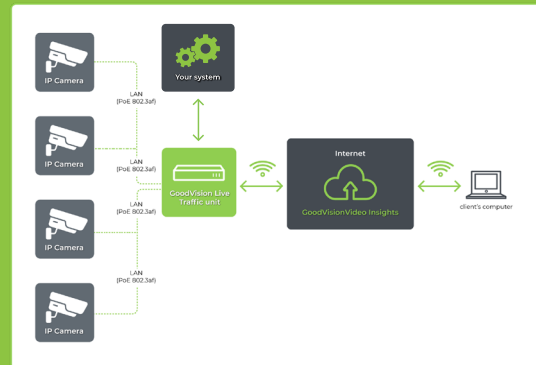 IP Camera
LAN
(PoE 802.3af)
IP Camera
LAN
(PoE 802.3af)
IP Camera
LAN
(PoE 802.3af)
IP Camera
LAN
(PoE 802.3af)
Your system
GoodVision Live
Traffic unit
Internet
GoodVisionVideo Insights
client's computer